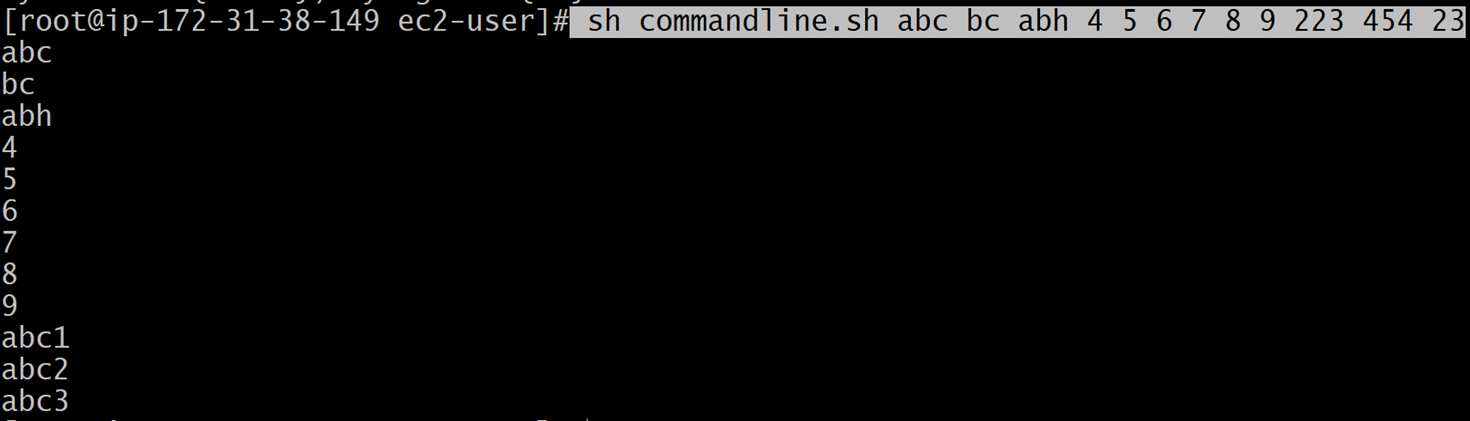 [root@ip-172-31-38-149 ec2-user]# sh commandline.sh abc bc abh 4 5 6 7 8 9 223 454 23
abc
bc
abh
4
5
6
7
8
9
abc1
abc2
abc3